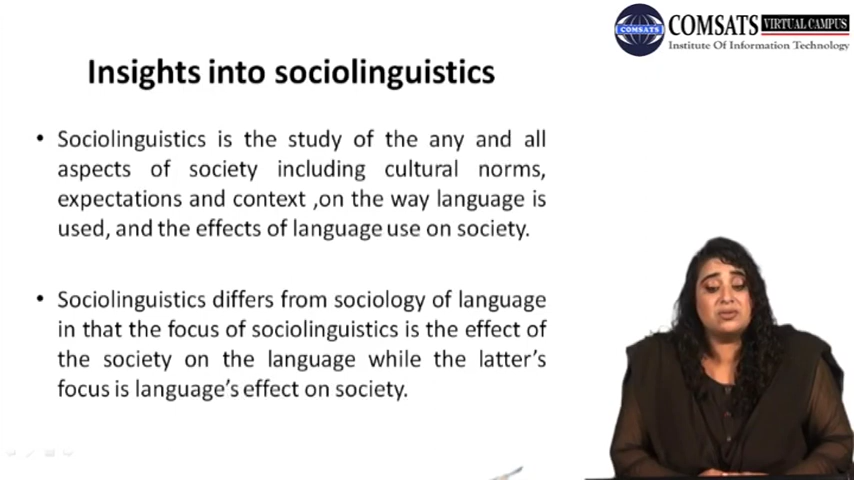 COMSATS
COMSATS VIRTUAL CAMPUS
Institute Of Information Technology
Insights into sociolinguistics
• Sociolinguistics is the study of the any and all
aspects of society including cultural norms,
expectations and context ,on the way language is
used, and the effects of language use on society.
• Sociolinguistics differs from sociology of language
in that the focus of sociolinguistics is the effect of
the society on the language while the latter's
focus is language's effect on society.